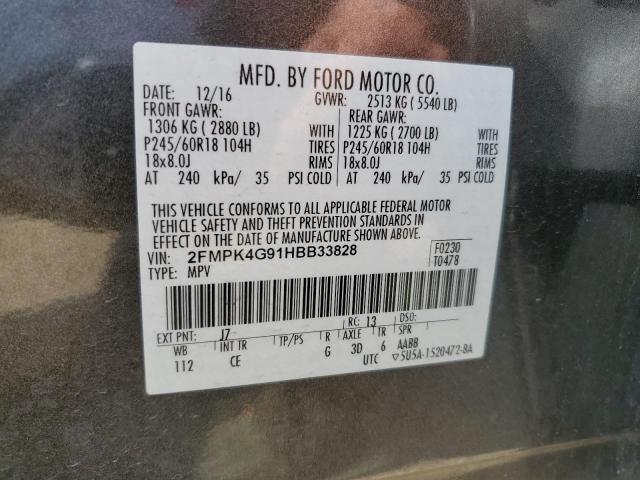 MFD. BY FORD MOTOR CO.
DATE: 12/16 GVWR: 2513 KG ( 5540 LB)
FRONT GAWR: REAR GAWR:
1306 KG ( 2880 LB) WITH 1225 KG ( 2700 LB) WITH
P245/60R18 104H TIRES P245/60R18 104H TIRES
18x8.0J RIMS 18x8.0J RIMS
AT 240 kPa/ 35 PSI COLD AT 240 kPa/ 35 PSI COLD
THIS VEHICLE CONFORMS TO ALL APPLICABLE FEDERAL MOTOR
VEHICLE SAFETY AND THEFT PREVENTION STANDARDS IN
EFFECT ON THE DATE OF MANUFACTURE SHOWN ABOVE.
VIN: 2FMPK4G91HBB33828 F0230
TYPE: MPV T0478
EXT PNT: J7 RC: 13 DSO:
WB INT TR TP/PS R AXLE TR SPR
112 CE G 3D 6 AABB
UTC ▽5U5A-1520472-BA